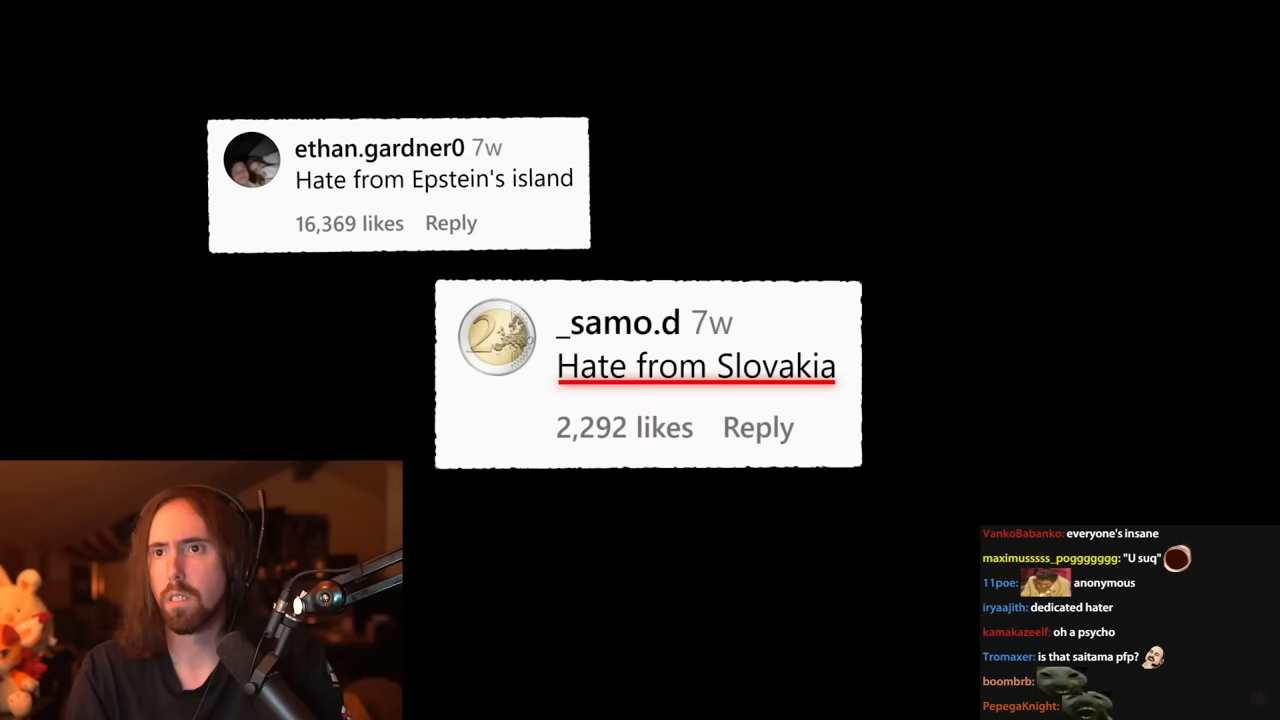 ethan.gardner0 7w
Hate from Epstein's island
16,369 likes Reply
2
_samo.d 7w
Hate from Slovakia
2,292 likes Reply
VankoBabanko: everyone's insane
maximusssss_poggggggg: "U suq"
11poe: anonymous
iryaajith: dedicated hater
kamakazeelf: oh a psycho
Tromaxer: is that saitama pfp?
boombrb:
PepegaKnight: